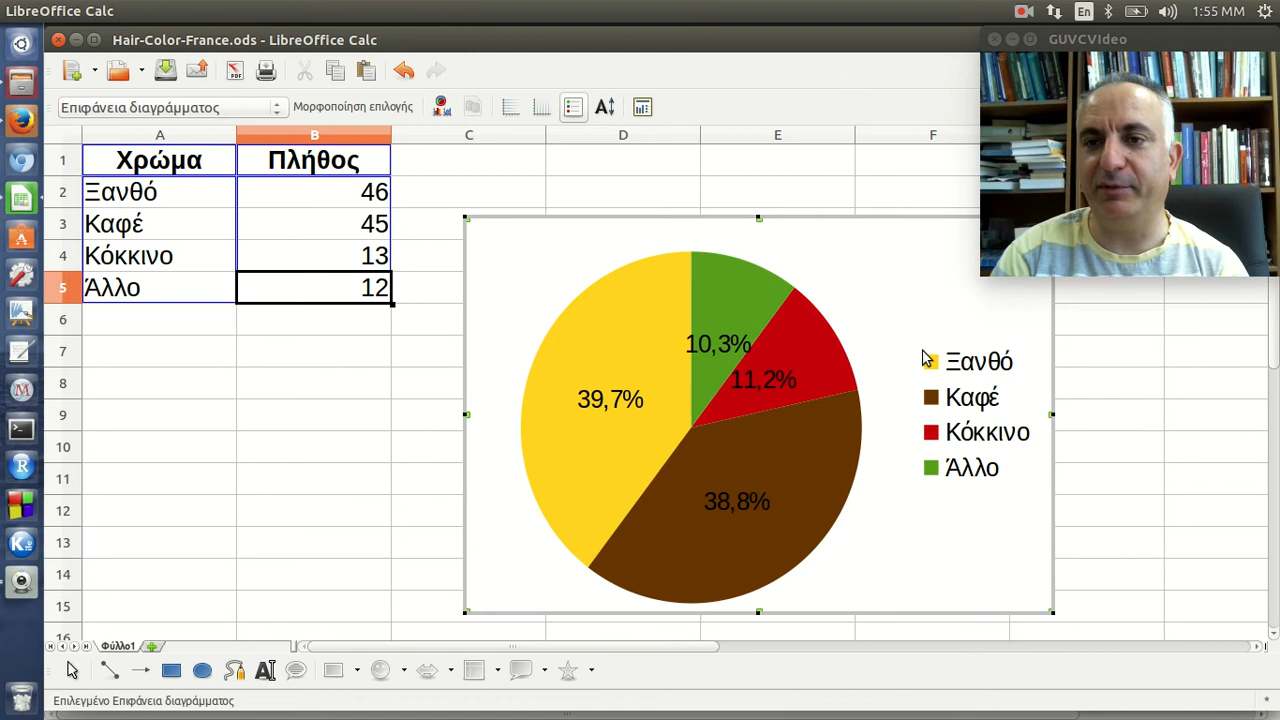 LibreOffice Calc
En
1:55 MM
Hair-Color-France.ods - LibreOffice Calc
GUVCVIdeo
PDF
Επιφάνεια διαγράμματος
Μορφοποίηση επιλογής
A B C D E F
1 Χρώμα Πλήθος
2 Ξανθό 46
3 Καφέ 45
4 Κόκκινο 13
5 Άλλο 12
6
7
8
9
10
11
12
13
14
15
16
10,3%
11,2%
39,7%
38,8%
Ξανθό
Καφέ
Κόκκινο
Άλλο
Φύλλο1
Επιλεγμένο Επιφάνεια διαγράμματος